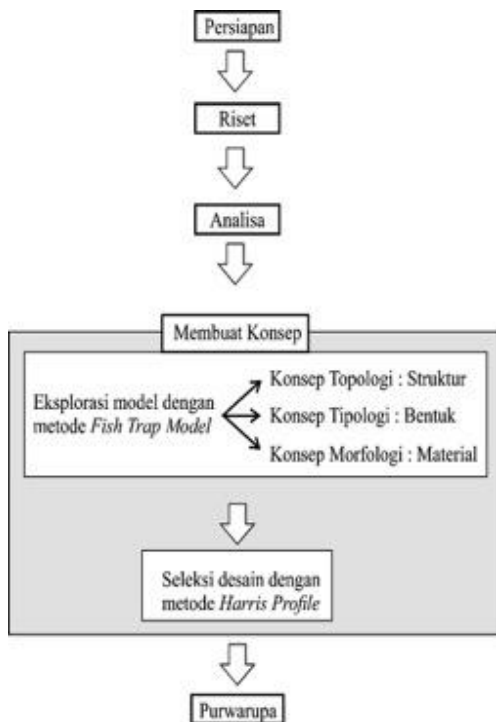 Persiapan
Riset
Analisa
Membuat Konsep
Eksplorasi model dengan
metode Fish Trap Model
Konsep Topologi : Struktur
Konsep Tipologi : Bentuk
Konsep Morfologi : Material
Seleksi desain dengan
metode Harris Profile
Purwarupa